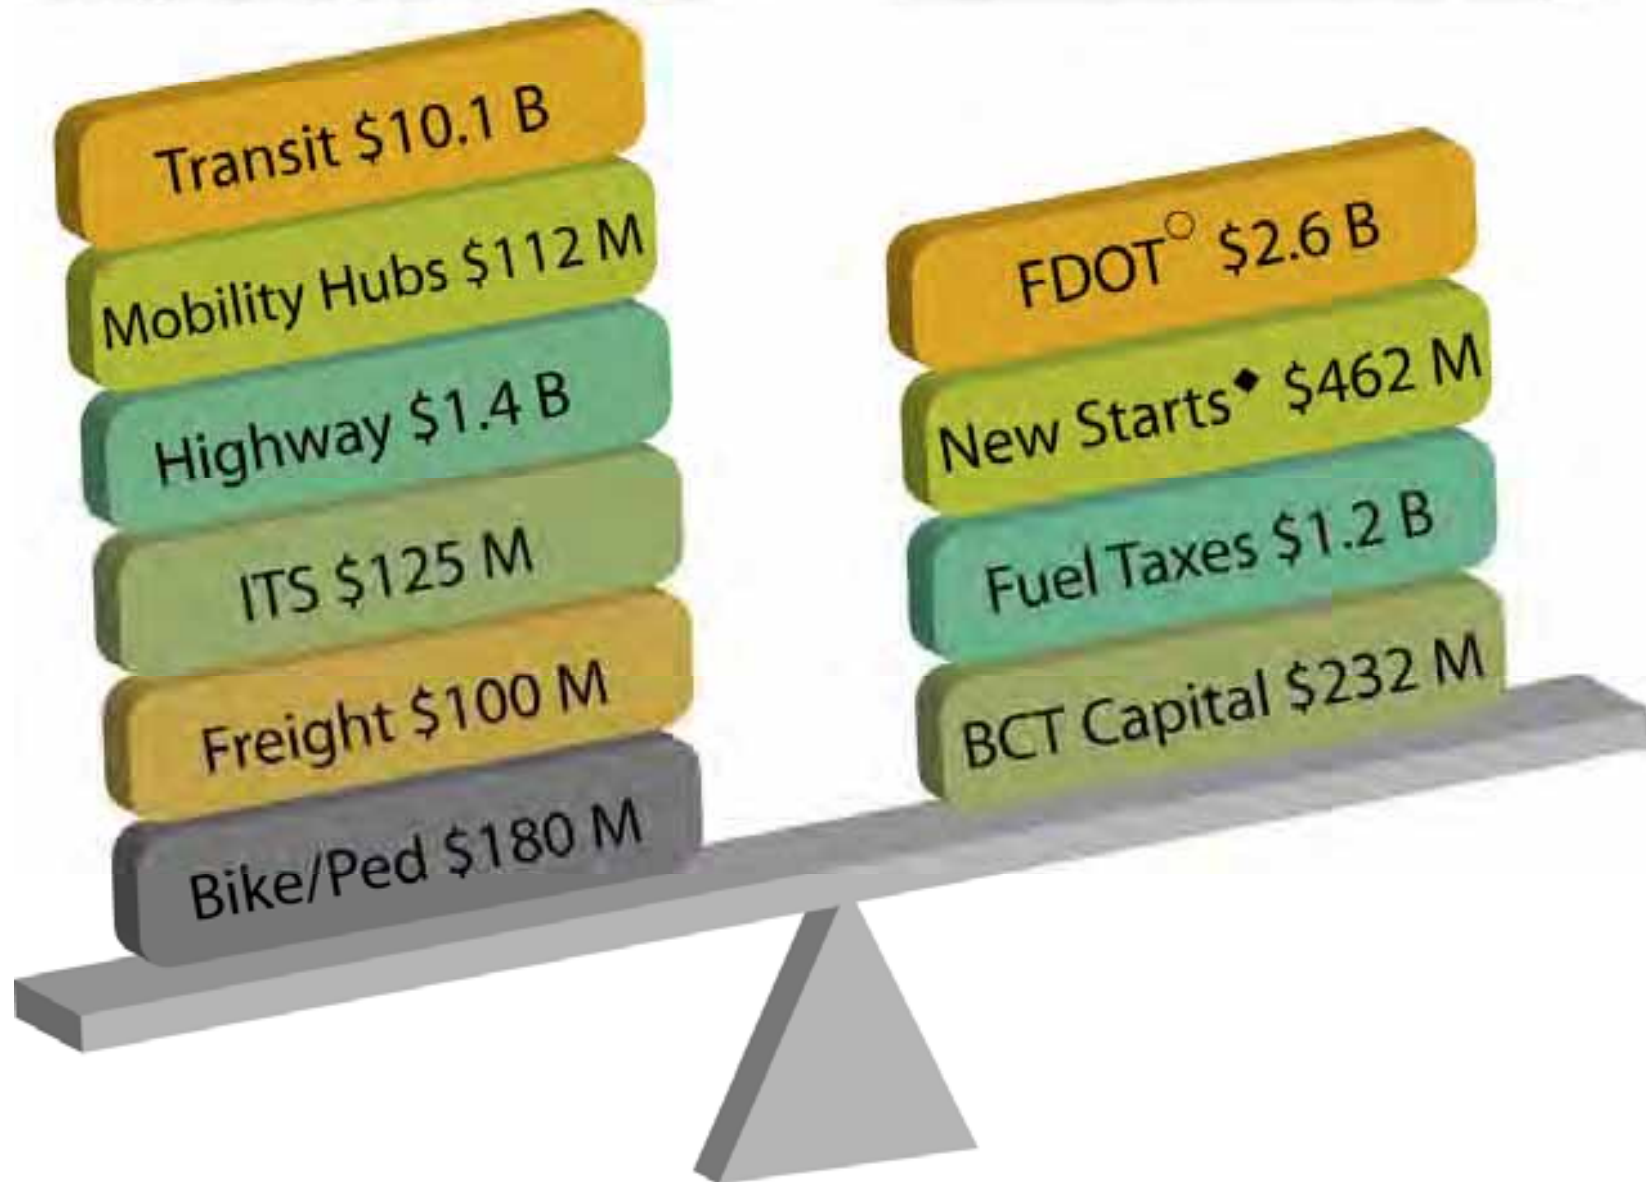 Transit $10.1 B
Mobility Hubs $112 M
Highway $1.4 B
ITS $125 M
Freight $100 M
Bike/Ped $180 M
FDOT○ $2.6 B
New Starts◆ $462 M
Fuel Taxes $1.2 B
BCT Capital $232 M